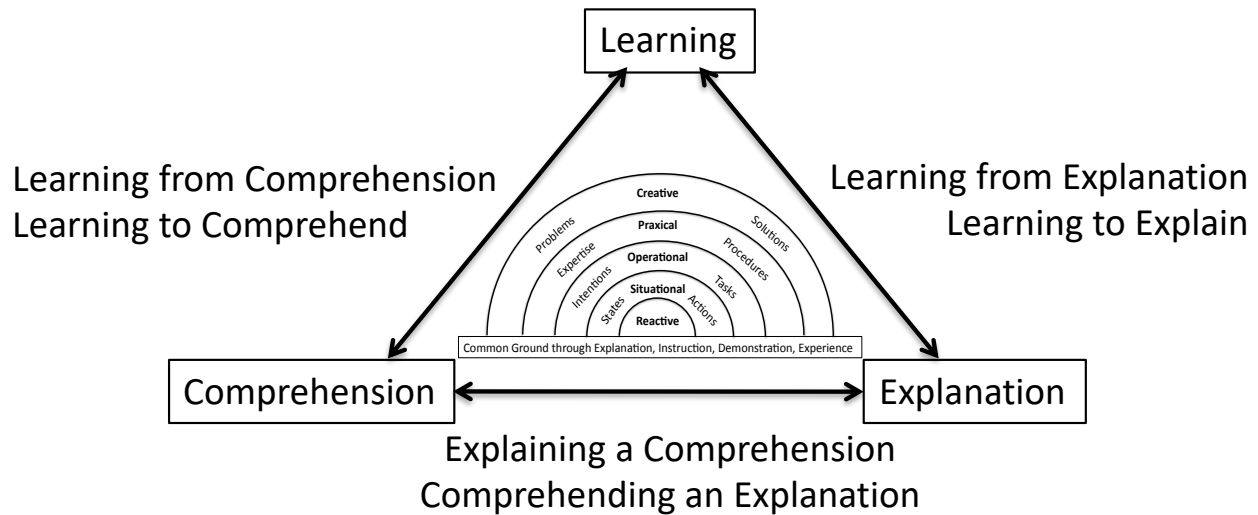 Learning
Learning from Comprehension
Learning to Comprehend
Learning from Explanation
Learning to Explain
Creative
Problems
Solutions
Praxical
Expertise
Procedures
Operational
Intentions
Tasks
Situational
States
Actions
Reactive
Common Ground through Explanation, Instruction, Demonstration, Experience
Comprehension
Explanation
Explaining a Comprehension
Comprehending an Explanation